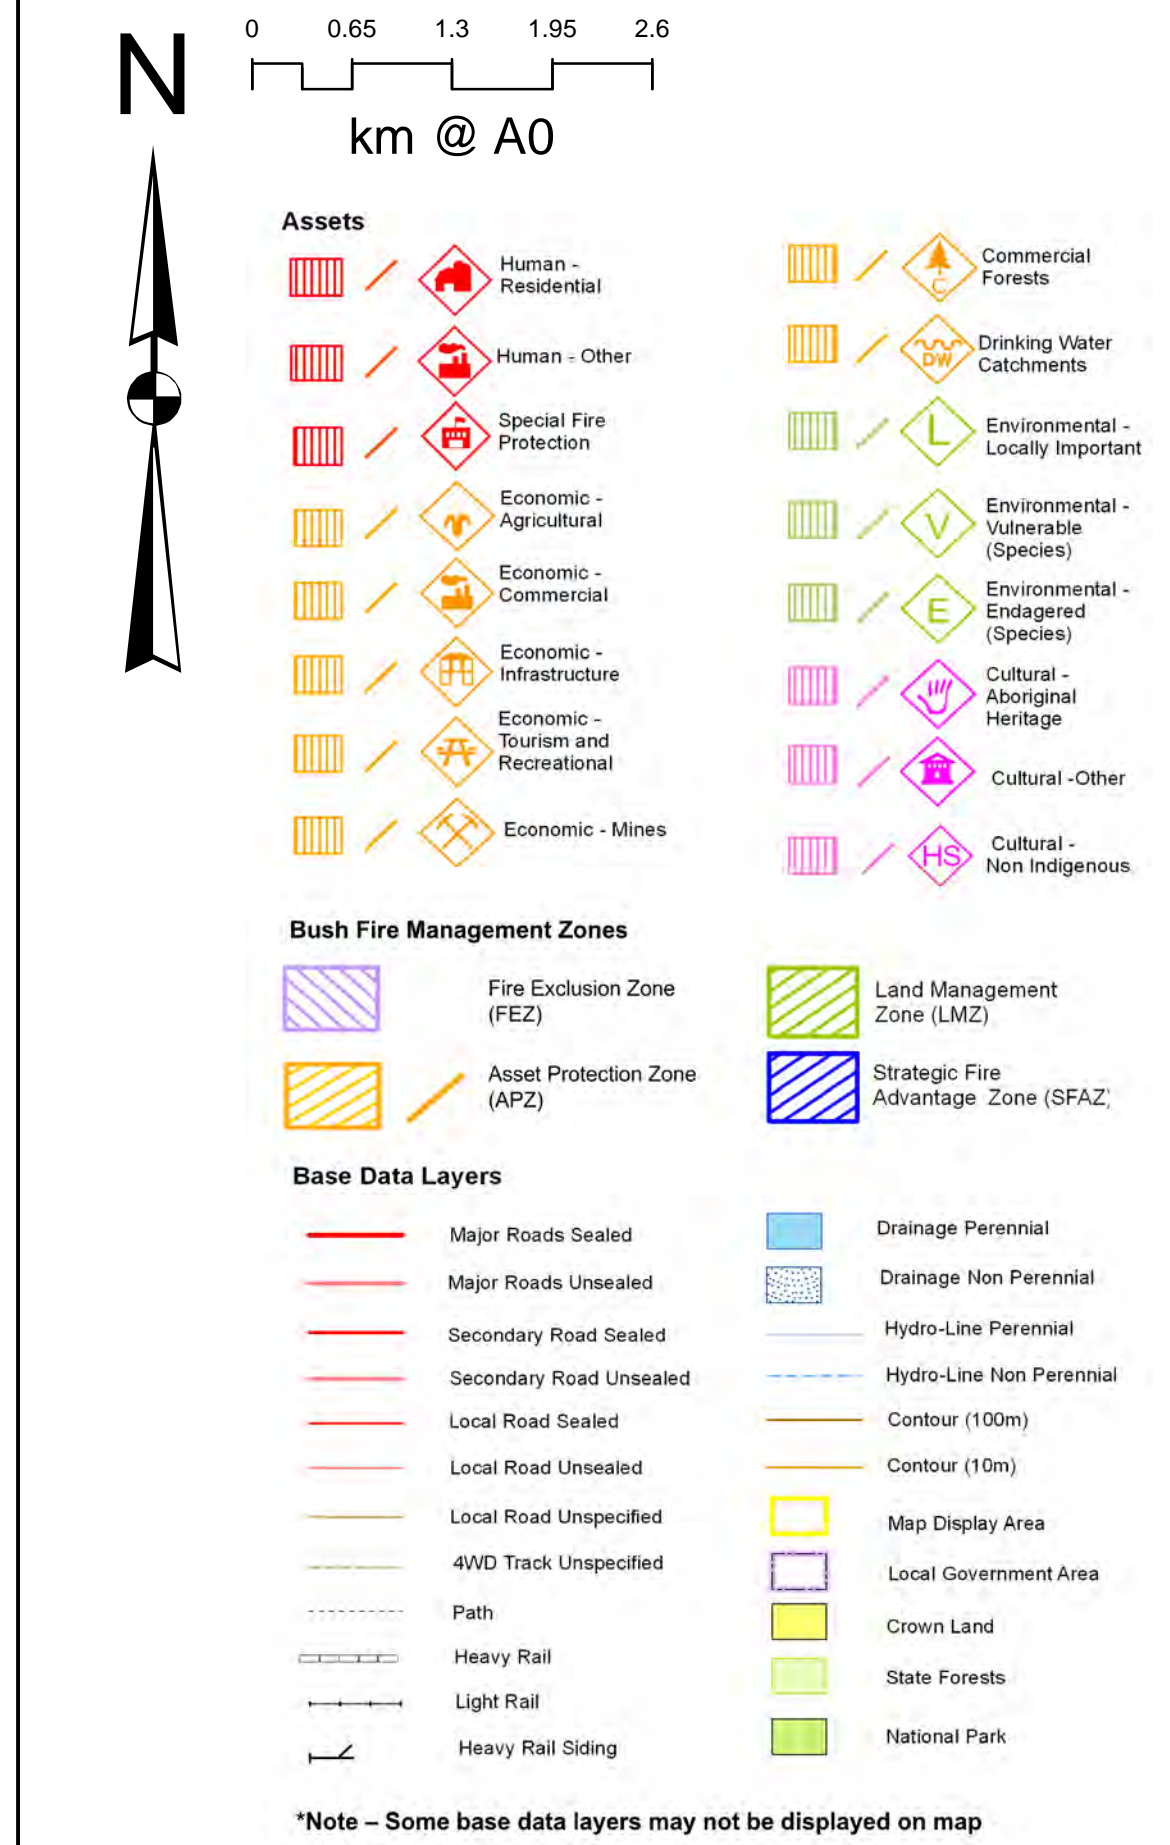 N
0 0.65 1.3 1.95 2.6
km @ A0
Assets
Human -
Residential
Human - Other
Special Fire
Protection
Economic -
Agricultural
Economic -
Commercial
Economic -
Infrastructure
Economic -
Tourism and
Recreational
Economic - Mines
C
Commercial
Forests
DW
Drinking Water
Catchments
L
Environmental -
Locally Important
V
Environmental -
Vulnerable
(Species)
E
Environmental -
Endagered
(Species)
Cultural -
Aboriginal
Heritage
Cultural -Other
HS
Cultural -
Non Indigenous
Bush Fire Management Zones
Fire Exclusion Zone
(FEZ)
Asset Protection Zone
(APZ)
Land Management
Zone (LMZ)
Strategic Fire
Advantage Zone (SFAZ)
Base Data Layers
Major Roads Sealed
Major Roads Unsealed
Secondary Road Sealed
Secondary Road Unsealed
Local Road Sealed
Local Road Unsealed
Local Road Unspecified
4WD Track Unspecified
Path
Heavy Rail
Light Rail
Heavy Rail Siding
Drainage Perennial
Drainage Non Perennial
Hydro-Line Perennial
Hydro-Line Non Perennial
Contour (100m)
Contour (10m)
Map Display Area
Local Government Area
Crown Land
State Forests
National Park
*Note – Some base data layers may not be displayed on map